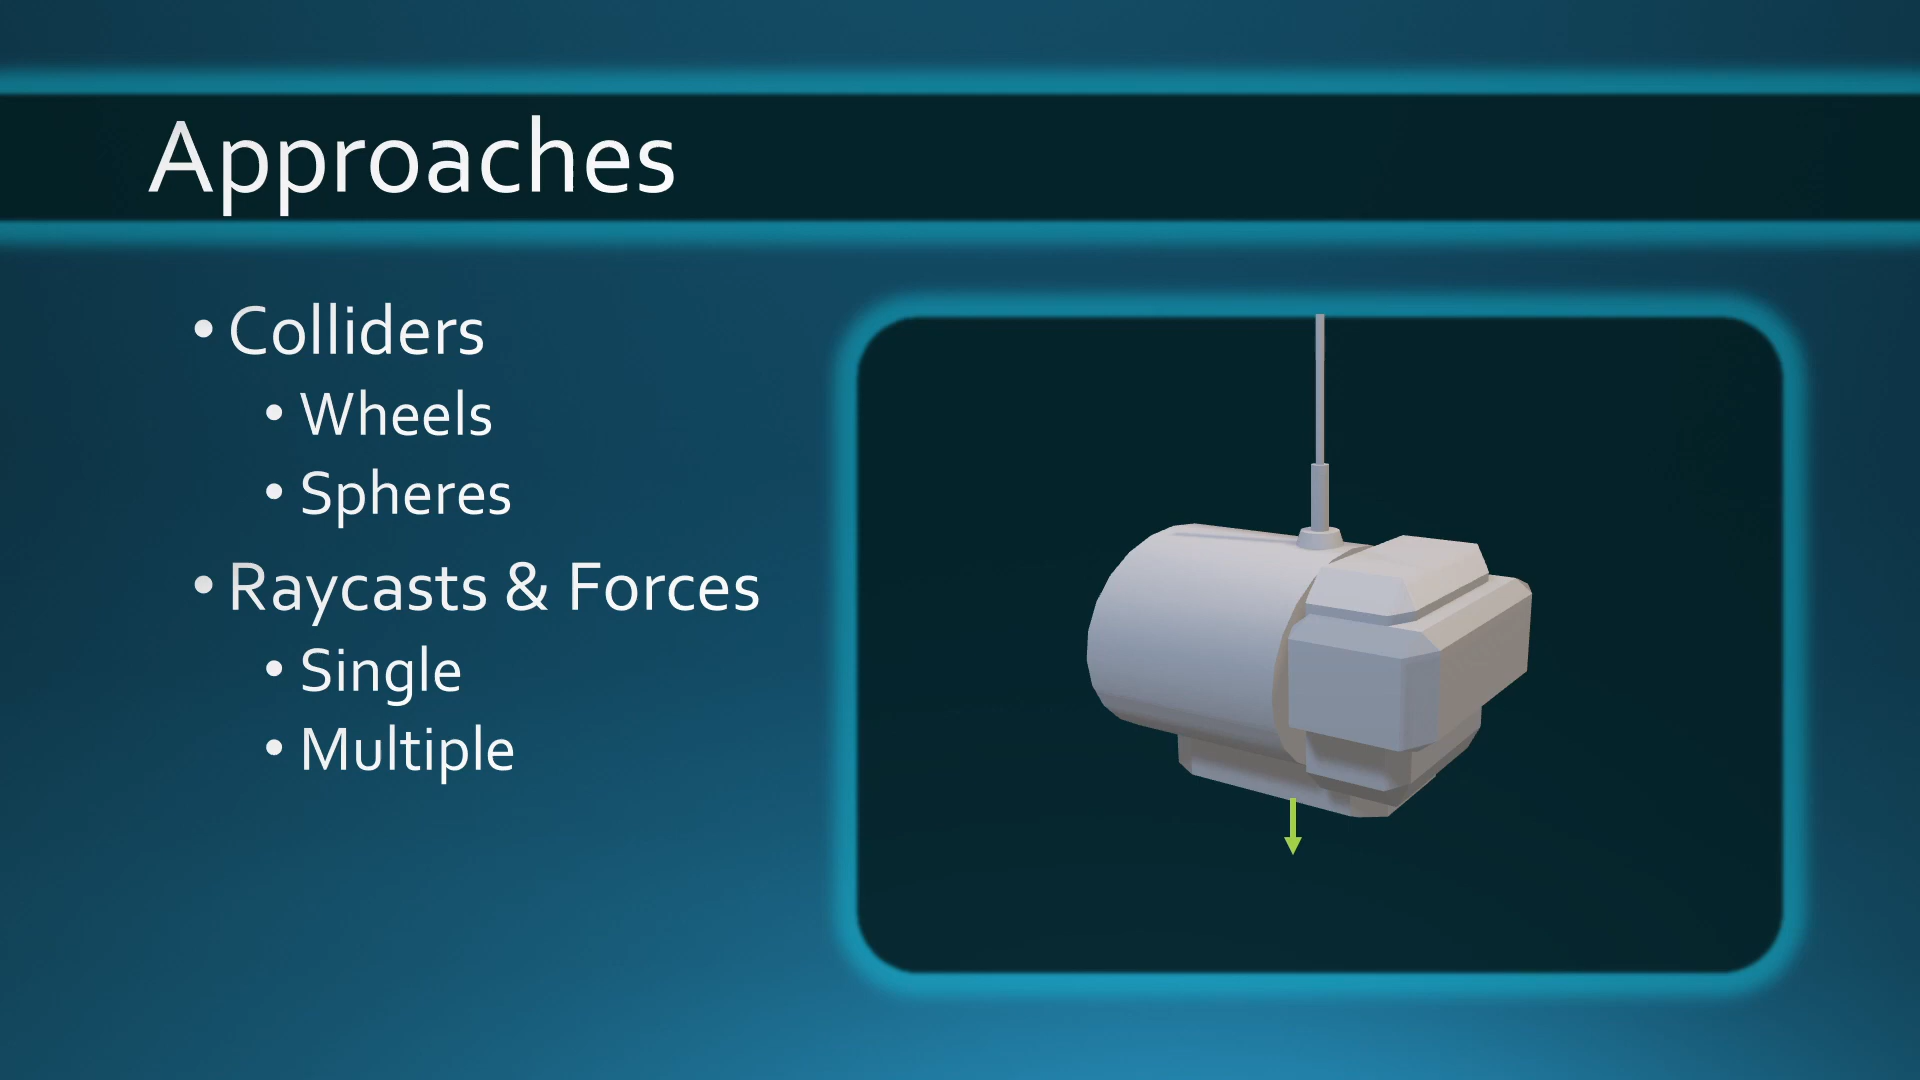 Approaches
• Colliders
• Wheels
• Spheres
• Raycasts & Forces
• Single
• Multiple